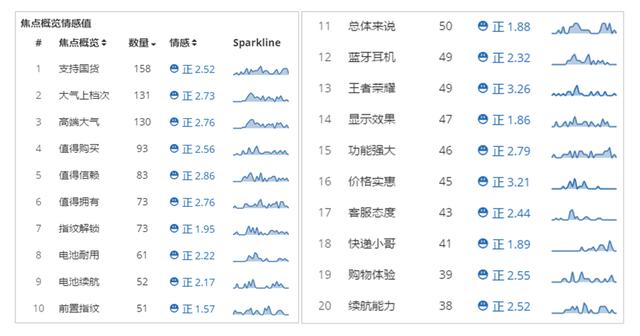 焦点概览情感值
# 焦点概览 数量 情感 Sparkline
1 支持国货 158 正 2.52
2 大气上档次 131 正 2.73
3 高端大气 130 正 2.76
4 值得购买 93 正 2.56
5 值得信赖 83 正 2.86
6 值得拥有 73 正 2.76
7 指纹解锁 73 正 1.95
8 电池耐用 61 正 2.22
9 电池续航 52 正 2.17
10 前置指纹 51 正 1.57
11 总体来说 50 正 1.88
12 蓝牙耳机 49 正 2.32
13 王者荣耀 49 正 3.26
14 显示效果 47 正 1.86
15 功能强大 46 正 2.79
16 价格实惠 45 正 3.21
17 客服态度 43 正 2.44
18 快递小哥 41 正 1.89
19 购物体验 39 正 2.55
20 续航能力 38 正 2.52